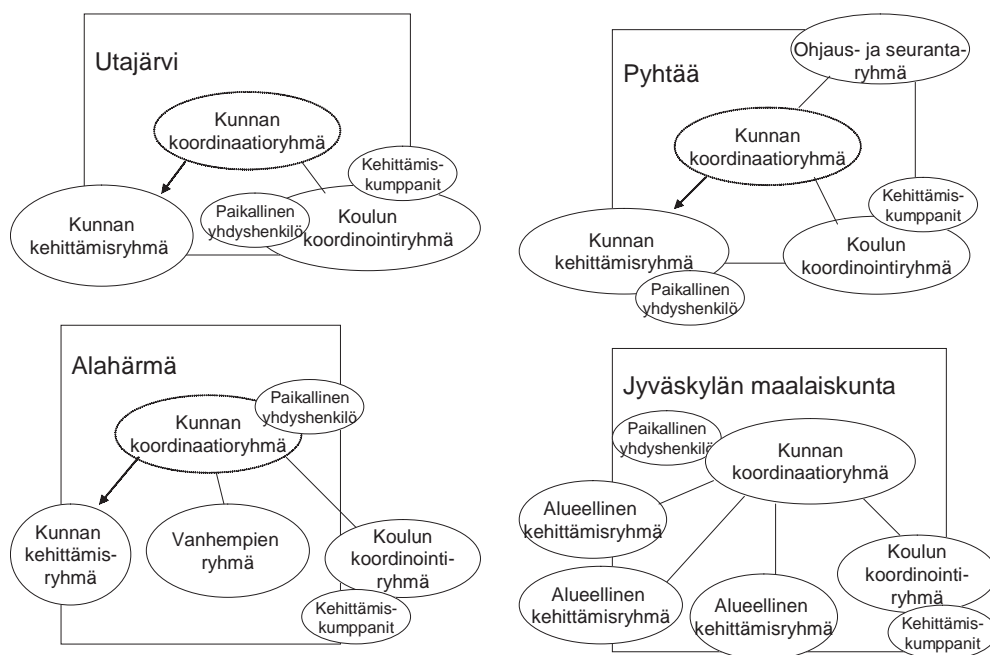 Utajärvi
Kunnan
koordinaatioryhmä
Kehittämis-
kumppanit
Kunnan
kehittämisryhmä
Paikallinen
yhdyshenkilö
Koulun
koordinointiryhmä
Pyhtää
Ohjaus- ja seuranta-
ryhmä
Kunnan
koordinaatioryhmä
Kehittämis-
kumppanit
Kunnan
kehittämisryhmä
Koulun
koordinointiryhmä
Paikallinen
yhdyshenkilö
Alahärmä
Paikallinen
yhdyshenkilö
Kunnan
koordinaatioryhmä
Kunnan
kehittämis-
ryhmä
Vanhempien
ryhmä
Koulun
koordinointi-
ryhmä
Kehittämis-
kumppanit
Jyväskylän maalaiskunta
Paikallinen
yhdyshenkilö
Kunnan
koordinaatioryhmä
Alueellinen
kehittämisryhmä
Alueellinen
kehittämisryhmä
Alueellinen
kehittämisryhmä
Koulun
koordinointi-
ryhmä
Kehittämis-
kumppanit